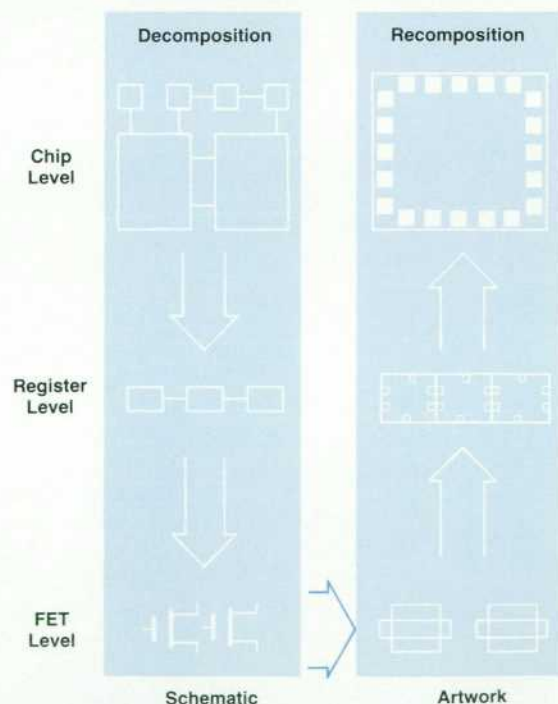 Decomposition
Recomposition
Chip
Level
Register
Level
FET
Level
Schematic
Artwork